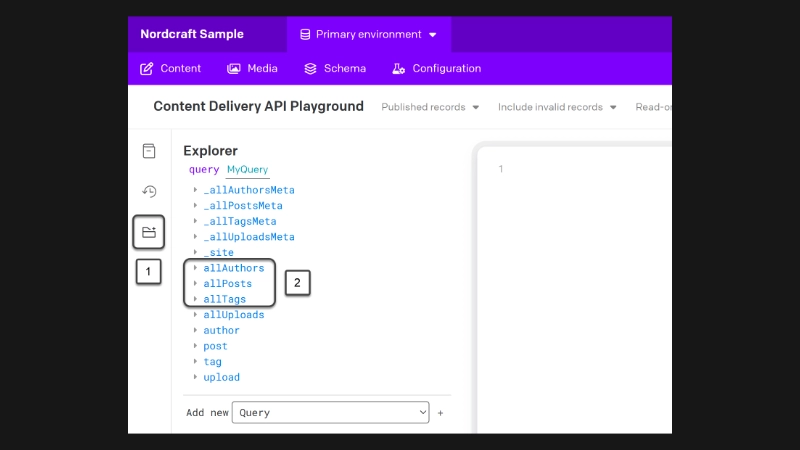 Nordcraft Sample
Primary environment
Content
Media
Schema
Configuration
Content Delivery API Playground
Published records
Include invalid records
Explorer
query MyQuery
_allAuthorsMeta
_allPostsMeta
_allTagsMeta
_allUploadsMeta
_site
allAuthors
allPosts
allTags
allUploads
author
post
tag
upload
1
2
1
Add new Query +